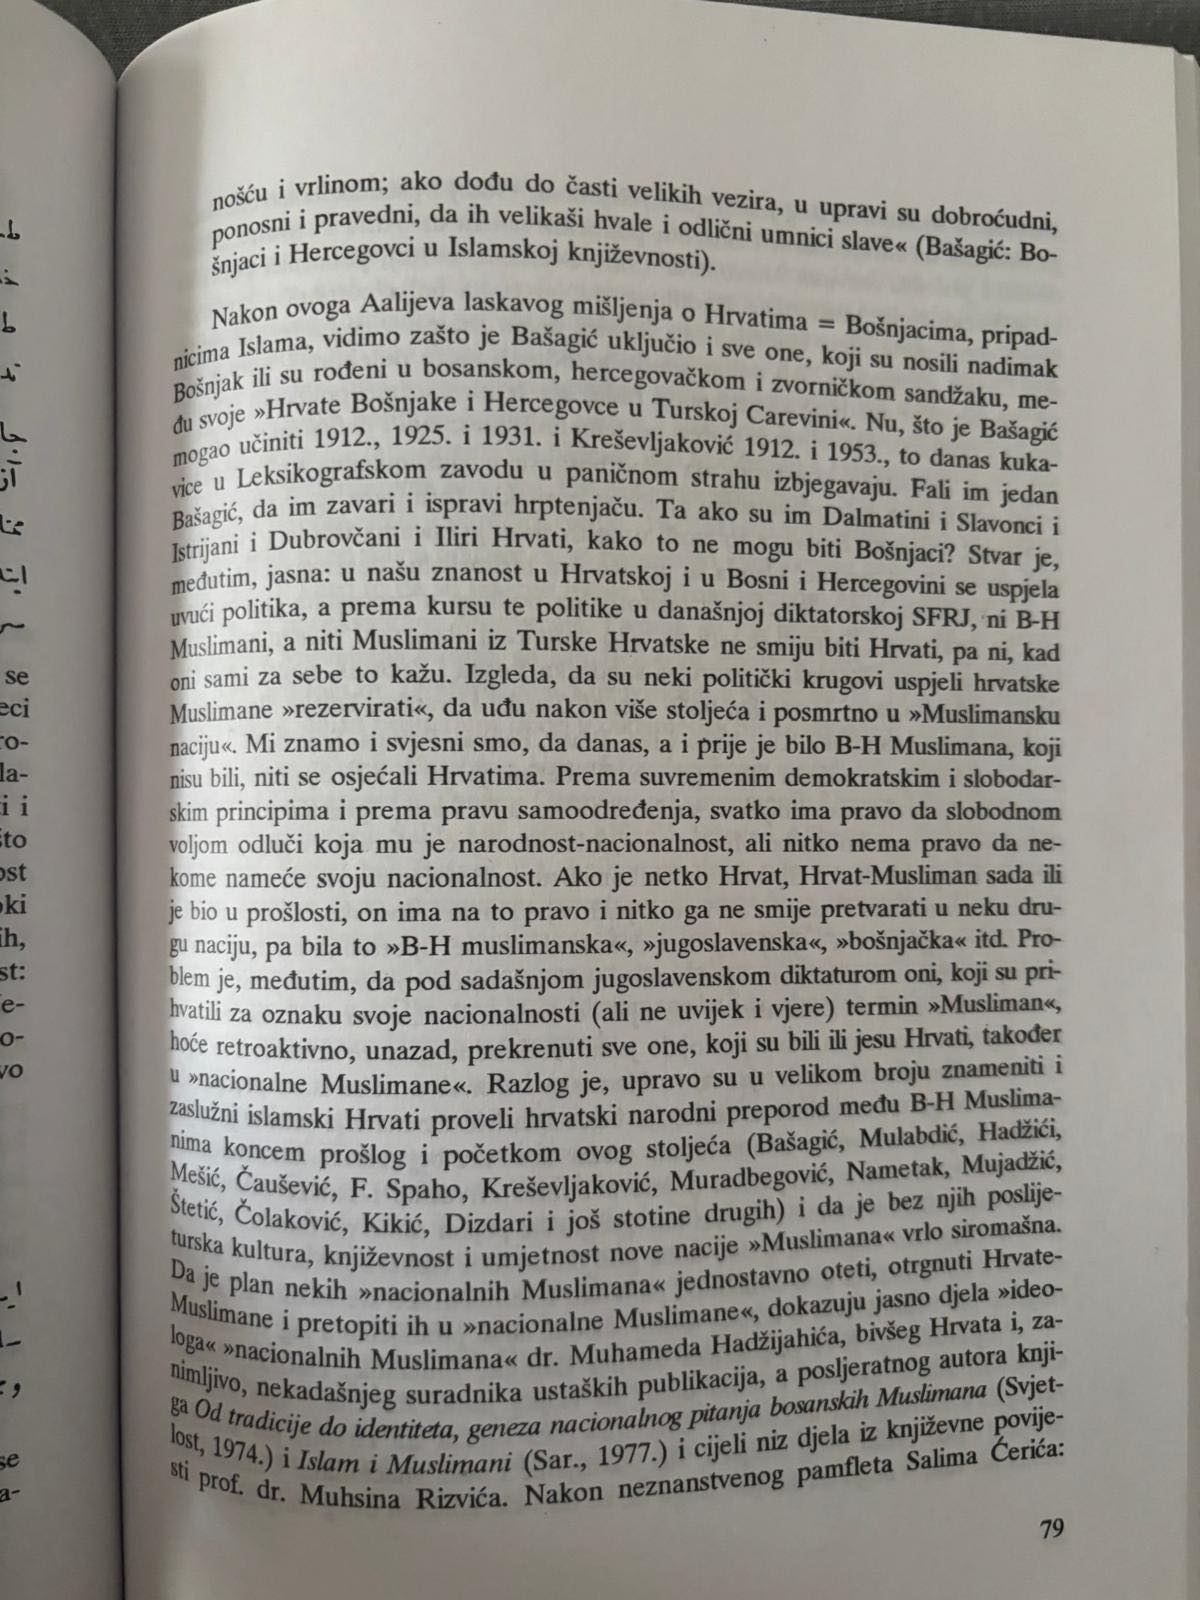 nošću i vrlinom; ako dođu do časti velikih vezira, u upravi su dobroćudni,
ponosni i pravedni, da ih velikaši hvale i odlični umnici slave« (Bašagić: Bo-
šnjaci i Hercegovci u Islamskoj književnosti).
Nakon ovoga Aalijeva laskavog mišljenja o Hrvatima = Bošnjacima, pripad-
nicima Islama, vidimo zašto je Bašagić uključio i sve one, koji su nosili nadimak
Bošnjak ili su rođeni u bosanskom, hercegovačkom i zvorničkom sandžaku, me-
đu svoje »Hrvate Bošnjake i Hercegovce u Turskoj Carevini«. Nu, što je Bašagić
mogao učiniti 1912., 1925. i 1931. i Kreševljaković 1912. i 1953., to danas kuka-
vice u Leksikografskom zavodu u paničnom strahu izbjegavaju. Fali im jedan
Bašagić, da im zavari i ispravi hrptenjaču. Ta ako su im Dalmatini i Slavonci i
Istrijani i Dubrovčani i Iliri Hrvati, kako to ne mogu biti Bošnjaci? Stvar je,
međutim, jasna: u našu znanost u Hrvatskoj i u Bosni i Hercegovini se uspjela
uvući politika, a prema kursu te politike u današnjoj diktatorskoj SFRJ, ni B-H
Muslimani, a niti Muslimani iz Turske Hrvatske ne smiju biti Hrvati, pa ni, kad
oni sami za sebe to kažu. Izgleda, da su neki politički krugovi uspjeli hrvatske
Muslimane »rezervirati«, da uđu nakon više stoljeća i posmrtno u »Muslimansku
naciju«. Mi znamo i svjesni smo, da danas, a i prije je bilo B-H Muslimana, koji
nisu bili, niti se osjećali Hrvatima. Prema suvremenim demokratskim i slobodar-
skim principima i prema pravu samoodređenja, svatko ima pravo da slobodnom
voljom odluči koja mu je narodnost-nacionalnost, ali nitko nema pravo da ne-
kome nameće svoju nacionalnost. Ako je netko Hrvat, Hrvat-Musliman sada ili
je bio u prošlosti, on ima na to pravo i nitko ga ne smije pretvarati u neku dru-
gu naciju, pa bila to »B-H muslimanska«, »jugoslavenska«, »bošnjačka« itd. Pro-
blem je, međutim, da pod sadašnjom jugoslavenskom diktaturom oni, koji su pri-
hvatili za oznaku svoje nacionalnosti (ali ne uvijek i vjere) termin »Musliman«,
hoće retroaktivno, unazad, prekrenuti sve one, koji su bili ili jesu Hrvati, također
u »nacionalne Muslimane«. Razlog je, upravo su u velikom broju znameniti i
zaslužni islamski Hrvati proveli hrvatski narodni preporod među B-H Muslima-
nima koncem prošlog i početkom ovog stoljeća (Bašagić, Mulabdić, Hadžići,
Mešić, Čaušević, F. Spaho, Kreševljaković, Muradbegović, Nametak, Mujadžić,
Štetić, Čolaković, Kikić, Dizdari i još stotine drugih) i da je bez njih poslije-
turska kultura, književnost i umjetnost nove nacije »Muslimana« vrlo siromašna.
Da je plan nekih »nacionalnih Muslimana« jednostavno oteti, otrgnuti Hrvate-
Muslimane i pretopiti ih u »nacionalne Muslimane«, dokazuju jasno djela »ideo-
loga« »nacionalnih Muslimana« dr. Muhameda Hadžijahića, bivšeg Hrvata i, za-
nimljivo, nekadašnjeg suradnika ustaških publikacija, a posljeratnog autora knji-
ga Od tradicije do identiteta, geneza nacionalnog pitanja bosanskih Muslimana (Svjet-
lost, 1974.) i Islam i Muslimani (Sar., 1977.) i cijeli niz djela iz književne povije-
sti prof. dr. Muhsina Rizvića. Nakon neznanstvenog pamfleta Salima Ćerića:
79